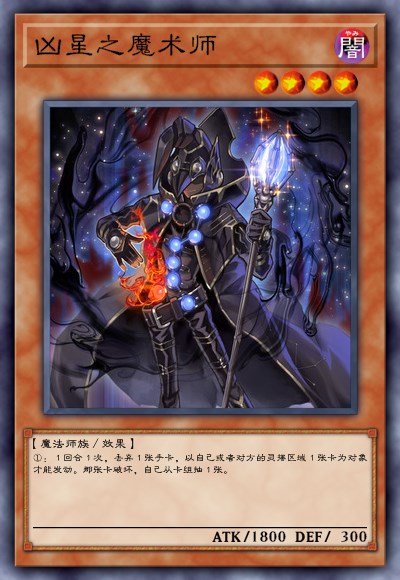 凶星之魔术师
やみ
闇
【魔法师族／效果】
①：1回合1次，丢弃1张手卡，以自己或者对方的灵摆区域1张卡为对象
才能发动。那张卡破坏，自己从卡组抽1张。
ATK/1800 DEF/ 300